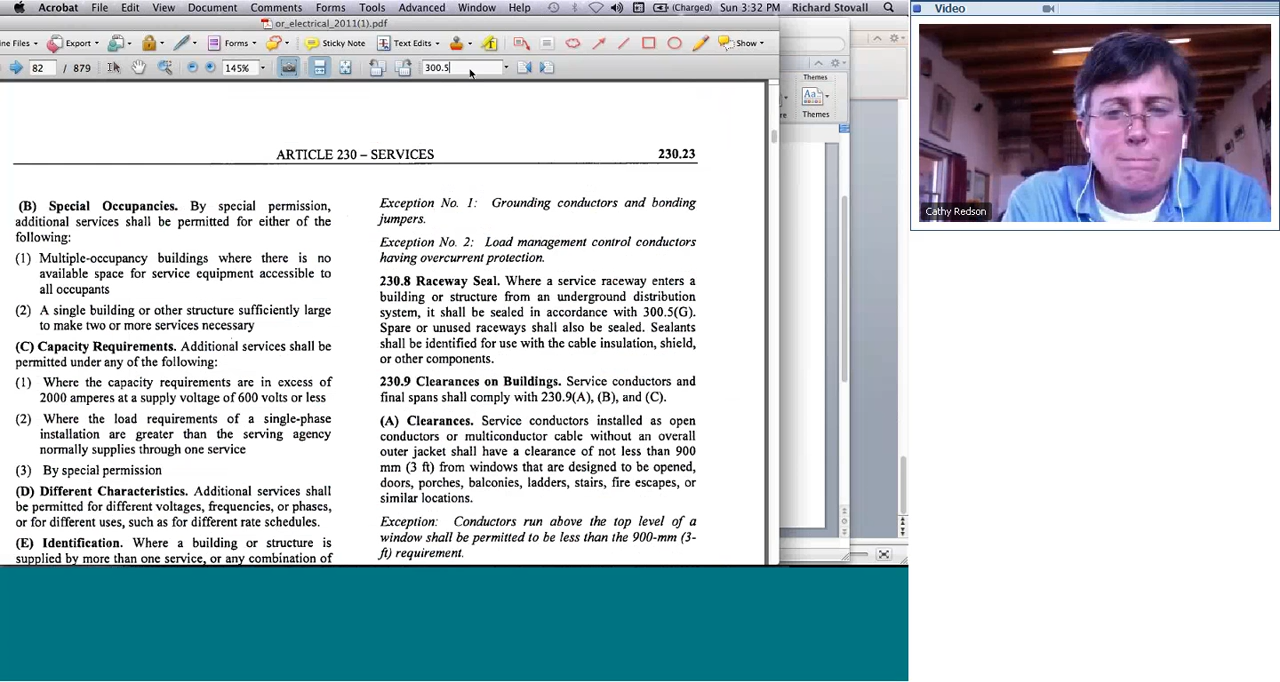 Acrobat File Edit View Document Comments Forms Tools Advanced Window Help (Charged) Sun 3:32 PM Richard Stovall
or_electrical_2011(1).pdf
ne Files Export Forms Sticky Note Text Edits Show
82 / 879 145% 300.5
Themes
Aa
Themes
ARTICLE 230 – SERVICES 230.23
(B) Special Occupancies. By special permission,
additional services shall be permitted for either of the
following:
(1) Multiple-occupancy buildings where there is no
available space for service equipment accessible to
all occupants
(2) A single building or other structure sufficiently large
to make two or more services necessary
(C) Capacity Requirements. Additional services shall be
permitted under any of the following:
(1) Where the capacity requirements are in excess of
2000 amperes at a supply voltage of 600 volts or less
(2) Where the load requirements of a single-phase
installation are greater than the serving agency
normally supplies through one service
(3) By special permission
(D) Different Characteristics. Additional services shall
be permitted for different voltages, frequencies, or phases,
or for different uses, such as for different rate schedules.
(E) Identification. Where a building or structure is
supplied by more than one service, or any combination of
Exception No. 1: Grounding conductors and bonding
jumpers.
Exception No. 2: Load management control conductors
having overcurrent protection.
230.8 Raceway Seal. Where a service raceway enters a
building or structure from an underground distribution
system, it shall be sealed in accordance with 300.5(G).
Spare or unused raceways shall also be sealed. Sealants
shall be identified for use with the cable insulation, shield,
or other components.
230.9 Clearances on Buildings. Service conductors and
final spans shall comply with 230.9(A), (B), and (C).
(A) Clearances. Service conductors installed as open
conductors or multiconductor cable without an overall
outer jacket shall have a clearance of not less than 900
mm (3 ft) from windows that are designed to be opened,
doors, porches, balconies, ladders, stairs, fire escapes, or
similar locations.
Exception: Conductors run above the top level of a
window shall be permitted to be less than the 900-mm (3-
ft) requirement.
Video
Cathy Redson